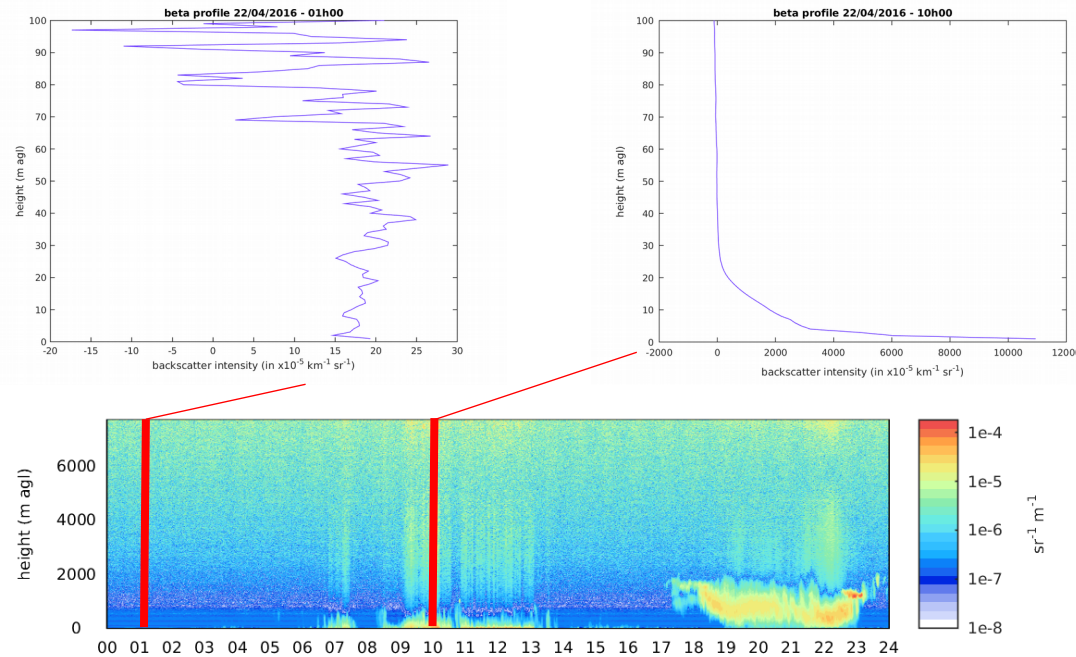 beta profile 22/04/2016 - 01h00
100
90
80
70
60
50
40
30
20
10
0
height (m agl)
-20 -15 -10 -5 0 5 10 15 20 25 30
backscatter intensity (in x10-5 km-1 sr-1)
beta profile 22/04/2016 - 10h00
100
90
80
70
60
50
40
30
20
10
0
height (m agl)
-2000 0 2000 4000 6000 8000 10000 12000
backscatter intensity (in x10-5 km-1 sr-1)
height (m agl)
6000
4000
2000
0
00 01 02 03 04 05 06 07 08 09 10 11 12 13 14 15 16 17 18 19 20 21 22 23 24
1e-4
1e-5
1e-6
1e-7
1e-8
sr-1 m-1